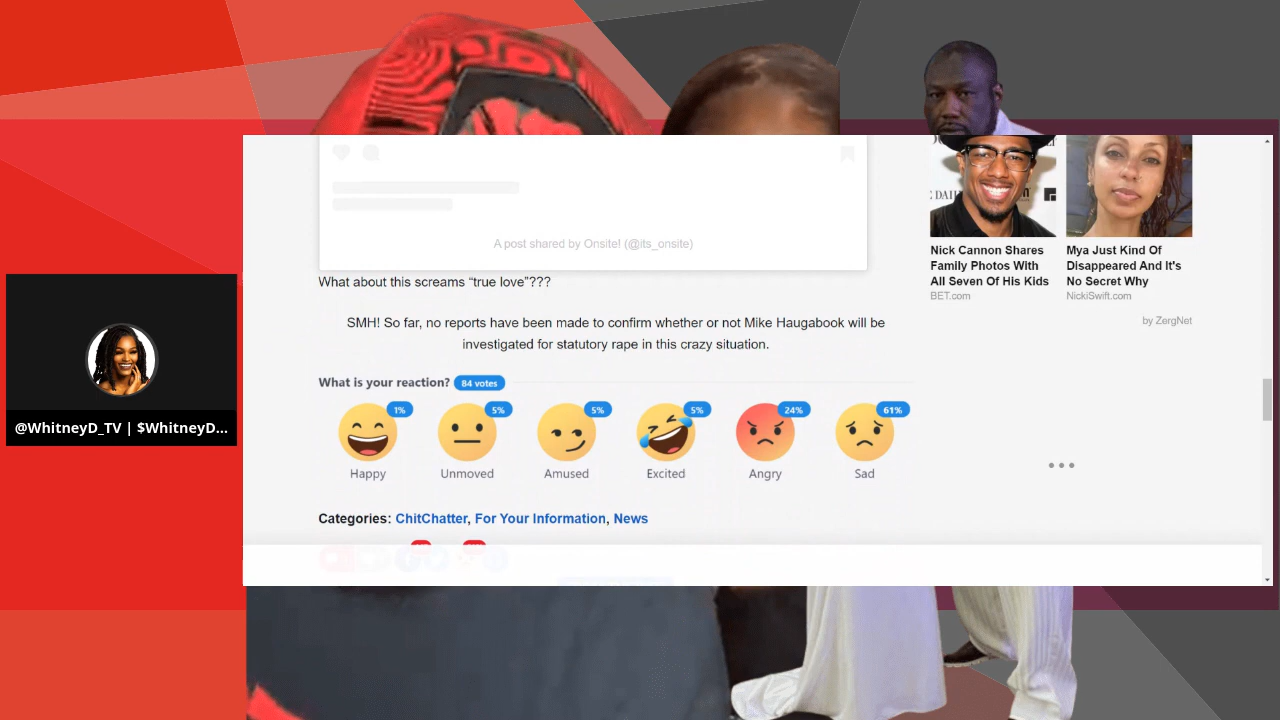 A post shared by Onsite! (@its_onsite)
What about this screams “true love”???
SMH! So far, no reports have been made to confirm whether or not Mike Haugabook will be
investigated for statutory rape in this crazy situation.
What is your reaction? 84 votes
1% 5% 5% 5% 24% 61%
Happy Unmoved Amused Excited Angry Sad
Categories: ChitChatter, For Your Information, News
Nick Cannon Shares
Family Photos With
All Seven Of His Kids
BET.com
Mya Just Kind Of
Disappeared And It's
No Secret Why
NickiSwift.com
by ZergNet
@WhitneyD_TV | $WhitneyD...